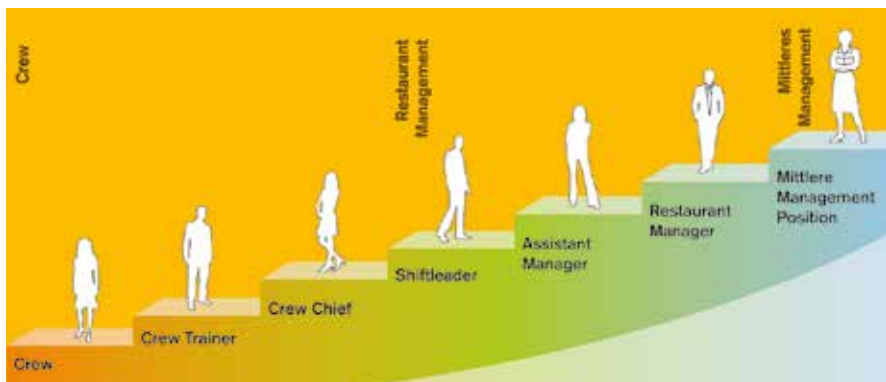 Crew
Restaurant
Management
Mittleres
Management
Crew
Crew Trainer
Crew Chief
Shiftleader
Assistant
Manager
Restaurant
Manager
Mittlere
Management
Position